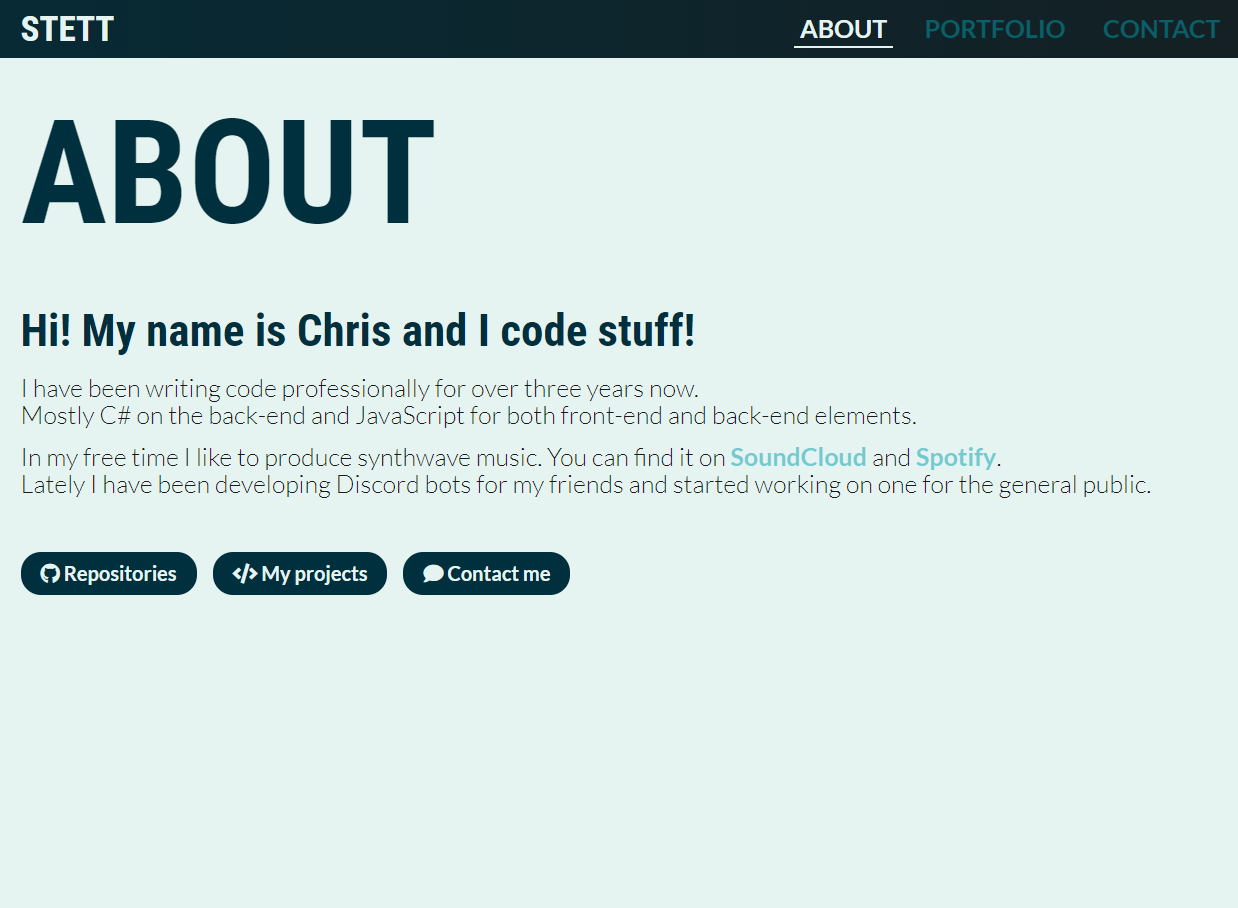 STETT
ABOUT PORTFOLIO CONTACT
ABOUT
Hi! My name is Chris and I code stuff!
I have been writing code professionally for over three years now.
Mostly C# on the back-end and JavaScript for both front-end and back-end elements.
In my free time I like to produce synthwave music. You can find it on SoundCloud and Spotify.
Lately I have been developing Discord bots for my friends and started working on one for the general public.
Repositories My projects Contact me